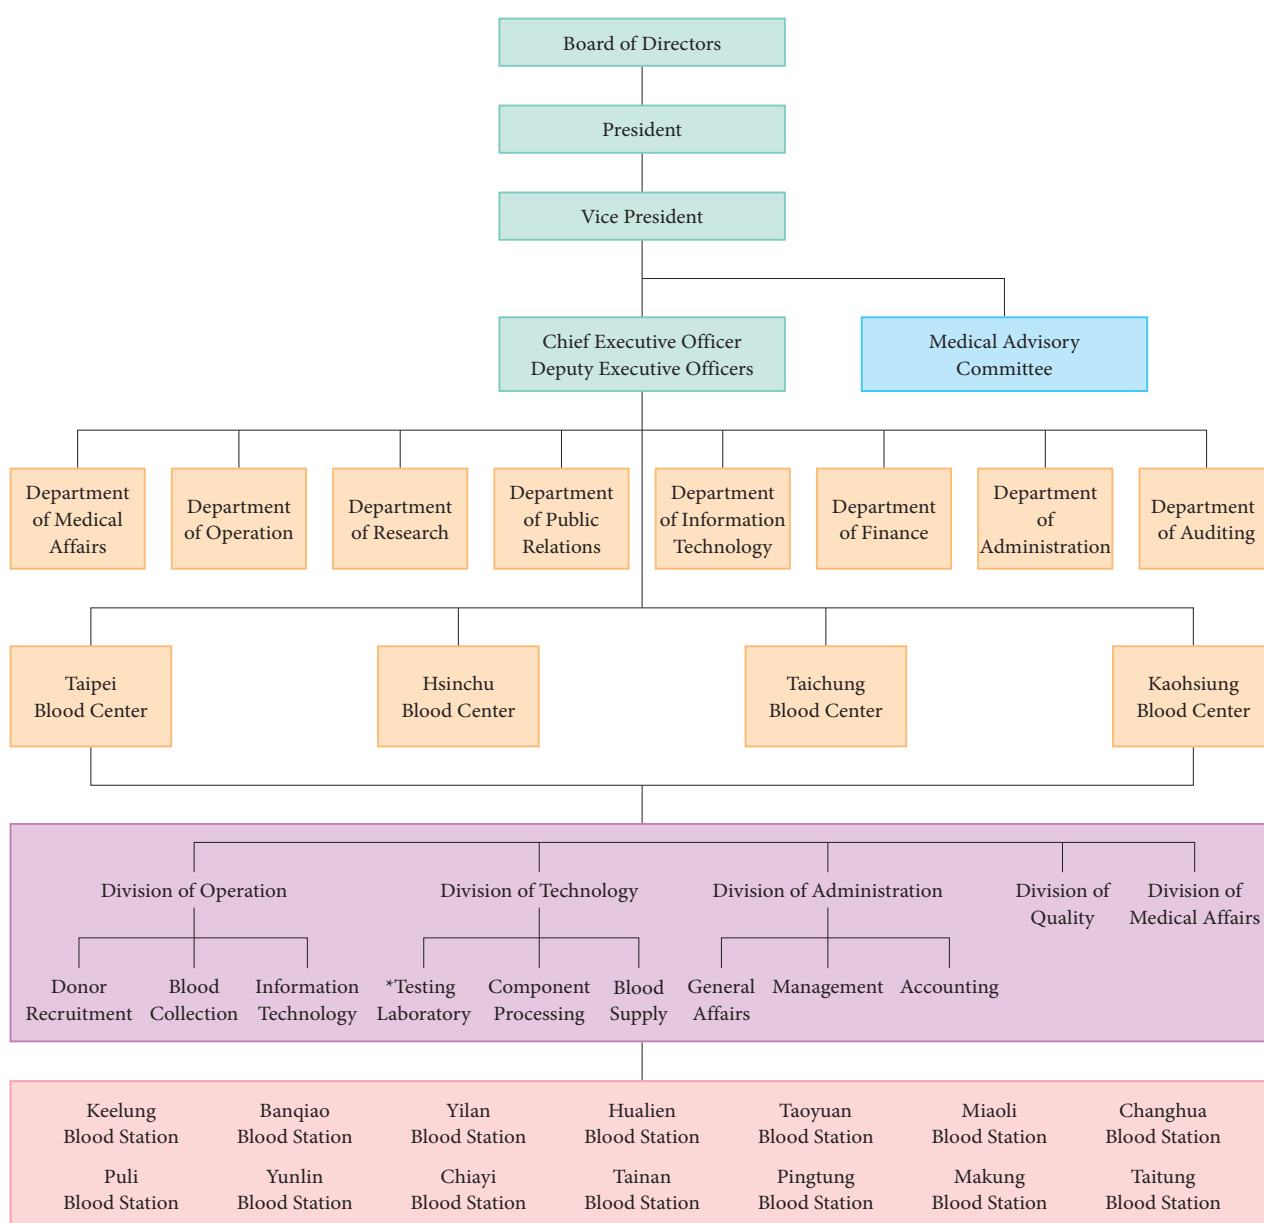 Board of Directors
President
Vice President
Chief Executive Officer
Deputy Executive Officers
Medical Advisory
Committee
Department
of Medical
Affairs
Department
of Operation
Department
of Research
Department
of Public
Relations
Department
of Information
Technology
Department
of Finance
Department
of
Administration
Department
of Auditing
Taipei
Blood Center
Hsinchu
Blood Center
Taichung
Blood Center
Kaohsiung
Blood Center
Division of Operation
Division of Technology
Division of Administration
Division of
Quality
Division of
Medical Affairs
Donor
Recruitment
Blood
Collection
Information
Technology
*Testing
Laboratory
Component
Processing
Blood
Supply
General
Affairs
Management
Accounting
Keelung
Blood Station
Banqiao
Blood Station
Yilan
Blood Station
Hualien
Blood Station
Taoyuan
Blood Station
Miaoli
Blood Station
Changhua
Blood Station
Puli
Blood Station
Yunlin
Blood Station
Chiayi
Blood Station
Tainan
Blood Station
Pingtung
Blood Station
Makung
Blood Station
Taitung
Blood Station